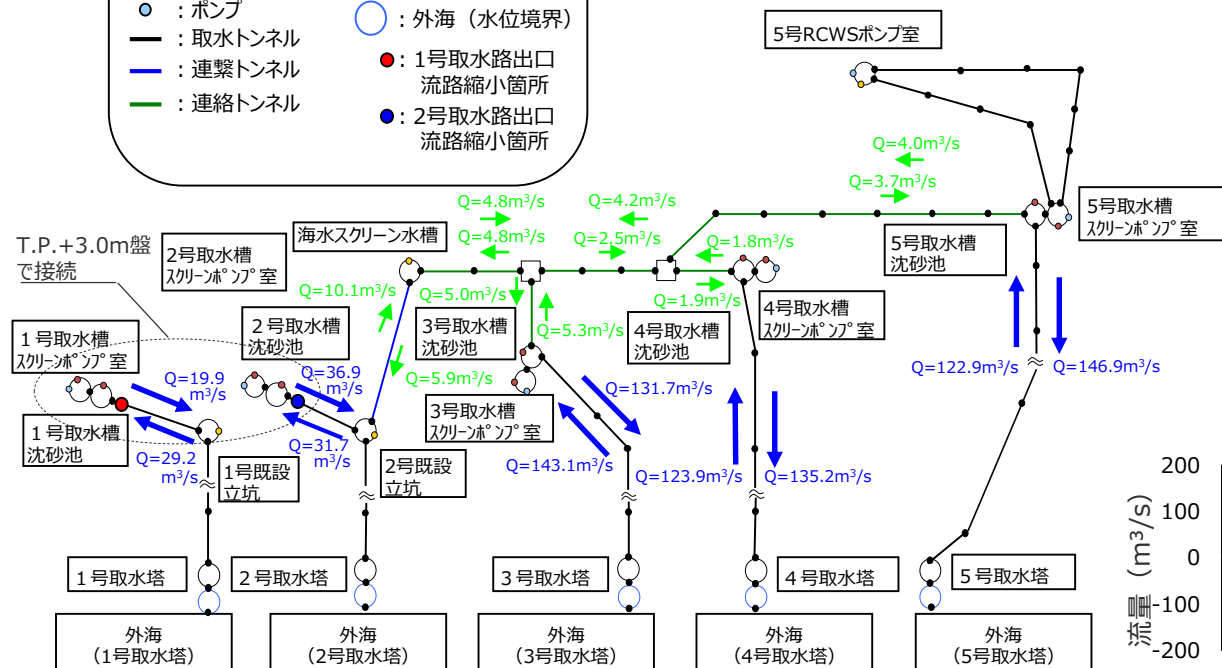 ：ポンプ
：取水トンネル
：連繋トンネル
：連絡トンネル
：外海（水位境界）
：1号取水路出口
流路縮小箇所
：2号取水路出口
流路縮小箇所
5号RCWSポンプ室
Q=4.0m³/s
Q=3.7m³/s
Q=4.8m³/s
Q=4.2m³/s
Q=4.8m³/s
Q=2.5m³/s
Q=1.8m³/s
Q=1.9m³/s
5号取水槽
スクリーンポンプ室
5号取水槽
沈砂池
T.P.+3.0m盤
で接続
2号取水槽
スクリーンポンプ室
海水スクリーン水槽
Q=10.1m³/s
Q=5.0m³/s
Q=5.3m³/s
Q=5.9m³/s
3号取水槽
沈砂池
4号取水槽
沈砂池
4号取水槽
スクリーンポンプ室
1号取水槽
スクリーンポンプ室
2号取水槽
沈砂池
Q=19.9
m³/s
Q=36.9
m³/s
Q=131.7m³/s
Q=122.9m³/s
Q=146.9m³/s
1号取水槽
沈砂池
Q=29.2
m³/s
1号既設
立坑
Q=31.7
m³/s
2号既設
立坑
3号取水槽
スクリーンポンプ室
Q=143.1m³/s
Q=123.9m³/s
Q=135.2m³/s
1号取水塔
2号取水塔
3号取水塔
4号取水塔
5号取水塔
外海
（1号取水塔）
外海
（2号取水塔）
外海
（3号取水塔）
外海
（4号取水塔）
外海
（5号取水塔）
流量（m³/s）
200
100
0
-100
-200